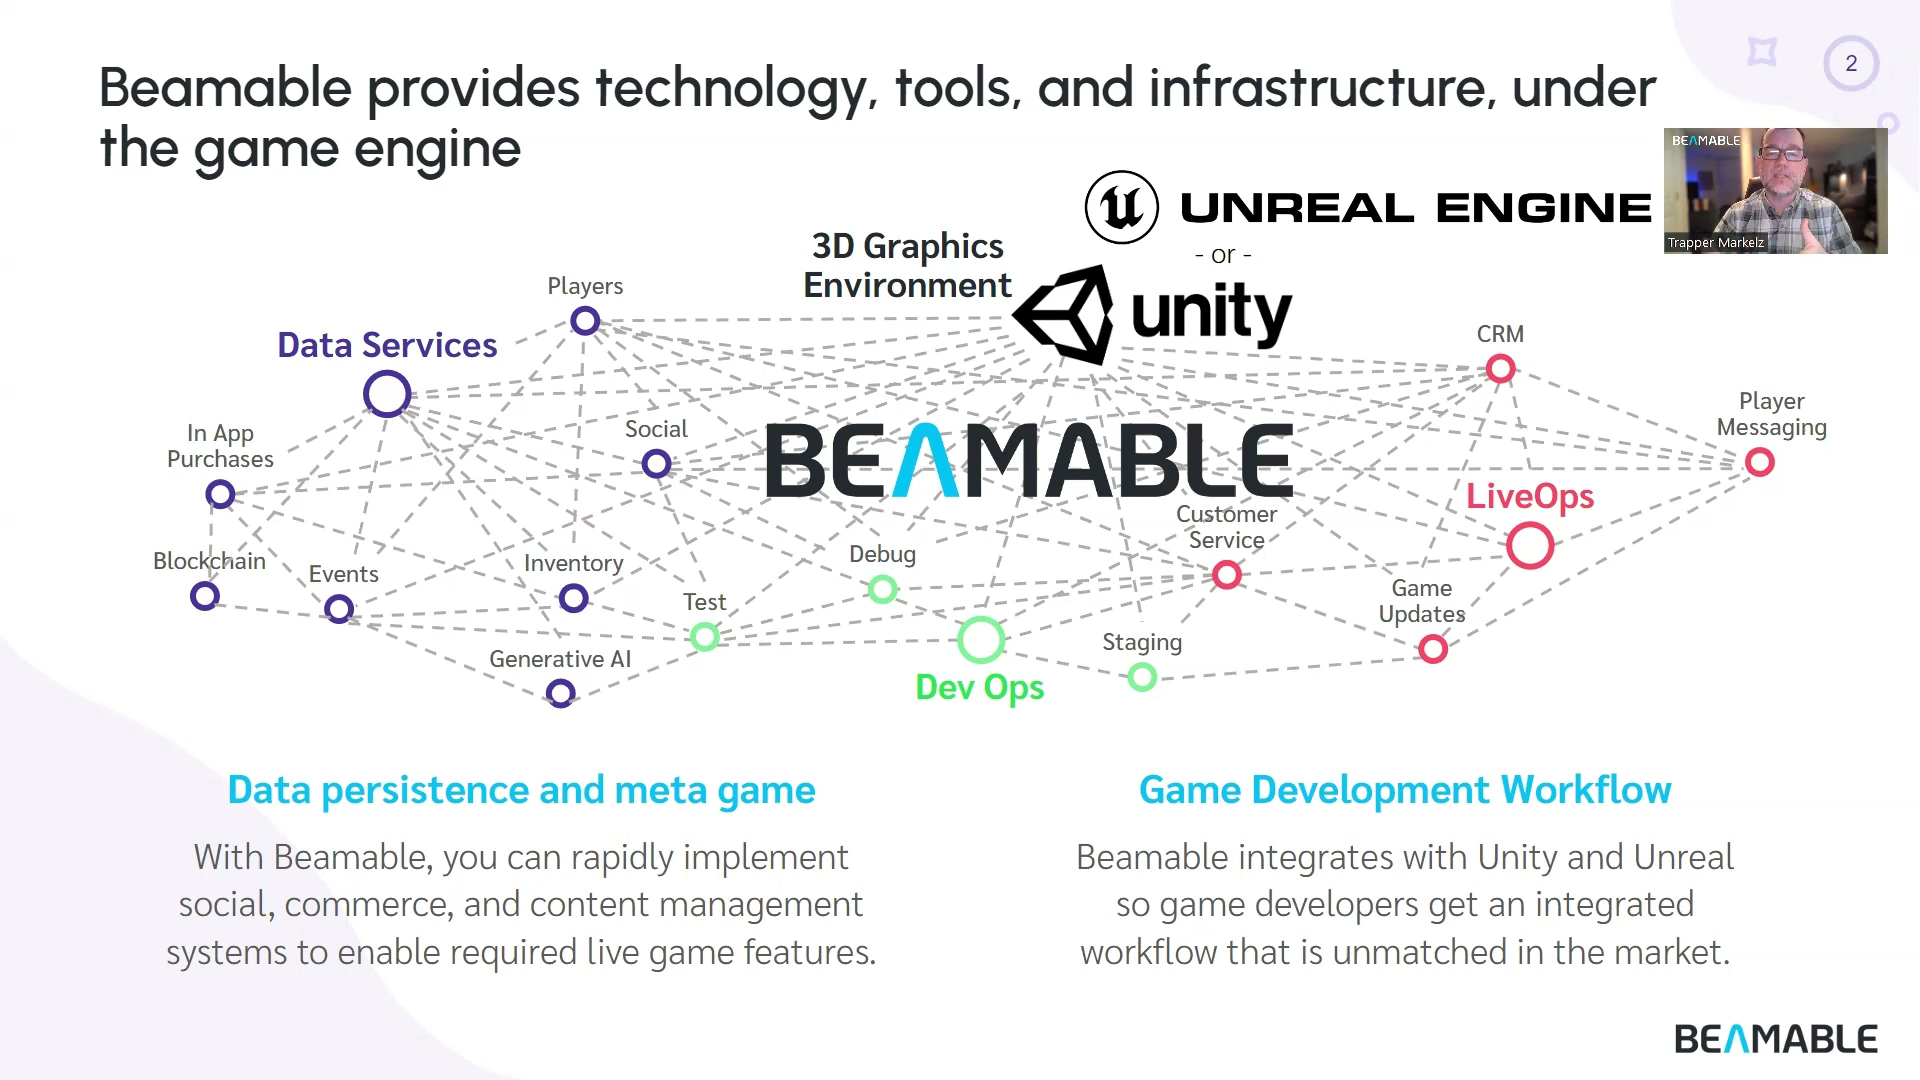 Beamable provides technology, tools, and infrastructure, under
the game engine
2
BEAMABLE
Trapper Markelz
UNREAL ENGINE
- or -
unity
3D Graphics
Environment
Players
Data Services
CRM
Player
Messaging
In App
Purchases
Social
BEAMABLE
LiveOps
Customer
Service
Blockchain
Events
Inventory
Debug
Test
Game
Updates
Staging
Generative AI
Dev Ops
Data persistence and meta game
With Beamable, you can rapidly implement
social, commerce, and content management
systems to enable required live game features.
Game Development Workflow
Beamable integrates with Unity and Unreal
so game developers get an integrated
workflow that is unmatched in the market.
BEAMABLE